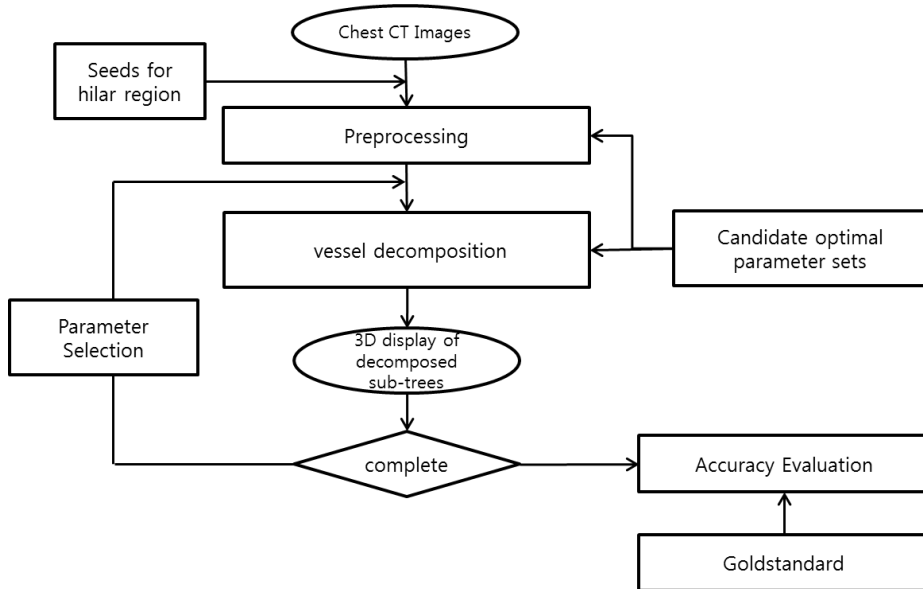 Chest CT Images
Seeds for
hilar region
Preprocessing
vessel decomposition
Candidate optimal
parameter sets
Parameter
Selection
3D display of
decomposed
sub-trees
complete
Accuracy Evaluation
Goldstandard